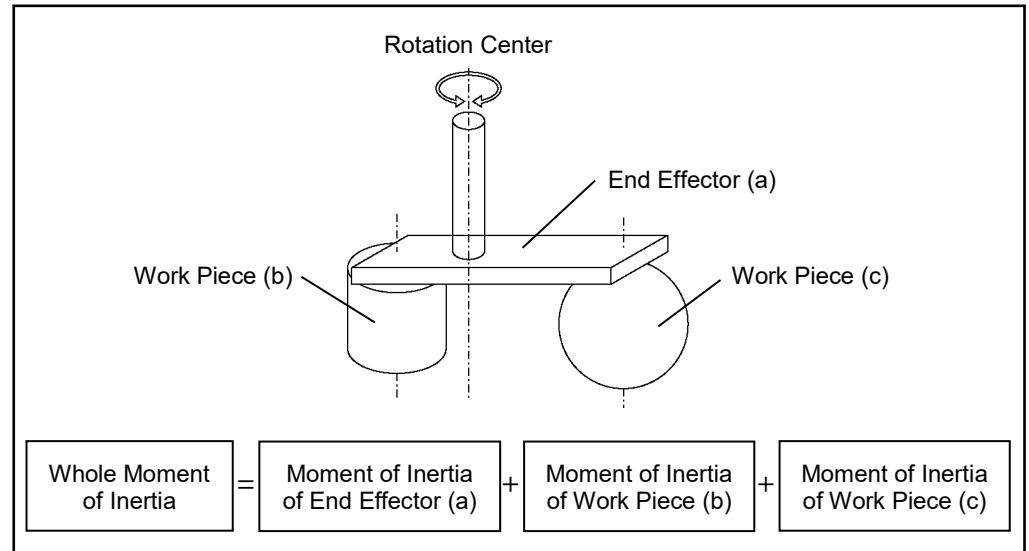 Rotation Center
End Effector (a)
Work Piece (b)
Work Piece (c)
Whole Moment
of Inertia
=
Moment of Inertia
of End Effector (a)
+
Moment of Inertia
of Work Piece (b)
+
Moment of Inertia
of Work Piece (c)